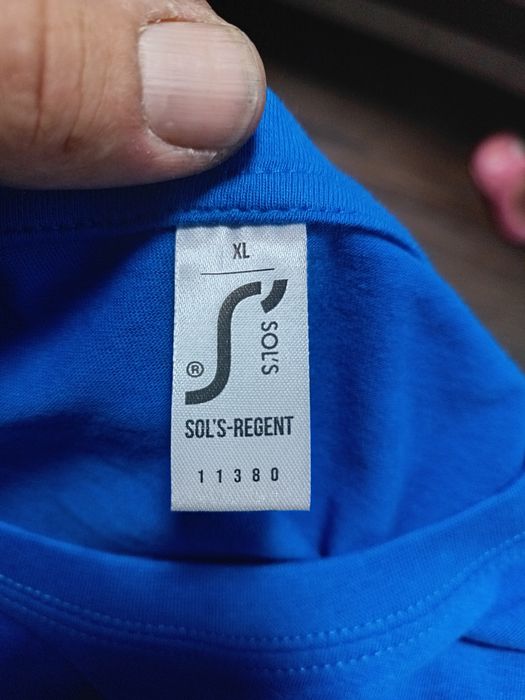 XL
SOL'S
®
SOL'S-REGENT
11380